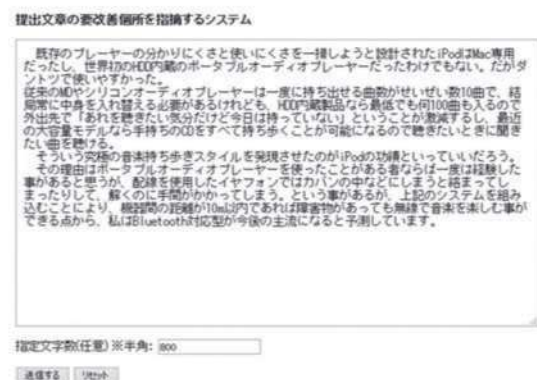 提出文章の要改善個所を指摘するシステム
既存のプレーヤーの分かりにくさと使いにくさを一掃しようと設計されたiPodはMac専用
だったし、世界初のHDD内蔵のポータブルオーディオプレーヤーだったわけでもない。だがダ
ントツで使いやすかった。
従来のMDやシリコンオーディオプレーヤーは一度に持ち出せる曲数がせいぜい数10曲で、結
局常に中身を入れ替える必要があるけれども、HDD内蔵製品なら最低でも何100曲も入るので
外出先で「あれを聴きたい気分だけど今日は持っていない」ということが激減するし、最近
の大容量モデルなら手持ちのCDをすべて持ち歩くことが可能になるので聴きたいときに聞き
たい曲を聴ける。
そういう究極の音楽持ち歩きスタイルを発現させたのがiPodの功績といっていいだろう。
その理由はポータブルオーディオプレイヤーを使ったことがある者ならば一度は経験した
事があると思うが、配線を使用したイヤフォンではカバンの中などにしまうと絡まってし
まったりして、解くのに手間がかかってしまう。という事があるが、上記のシステムを組み
込むことにより、機器間の距離が10m以内であれば障害物があっても無線で音楽を楽しむ事が
できる点から、私はBluetooth対応型が今後の主流になると予測しています。
指定文字数(任意)※半角: 800
送信する リセット